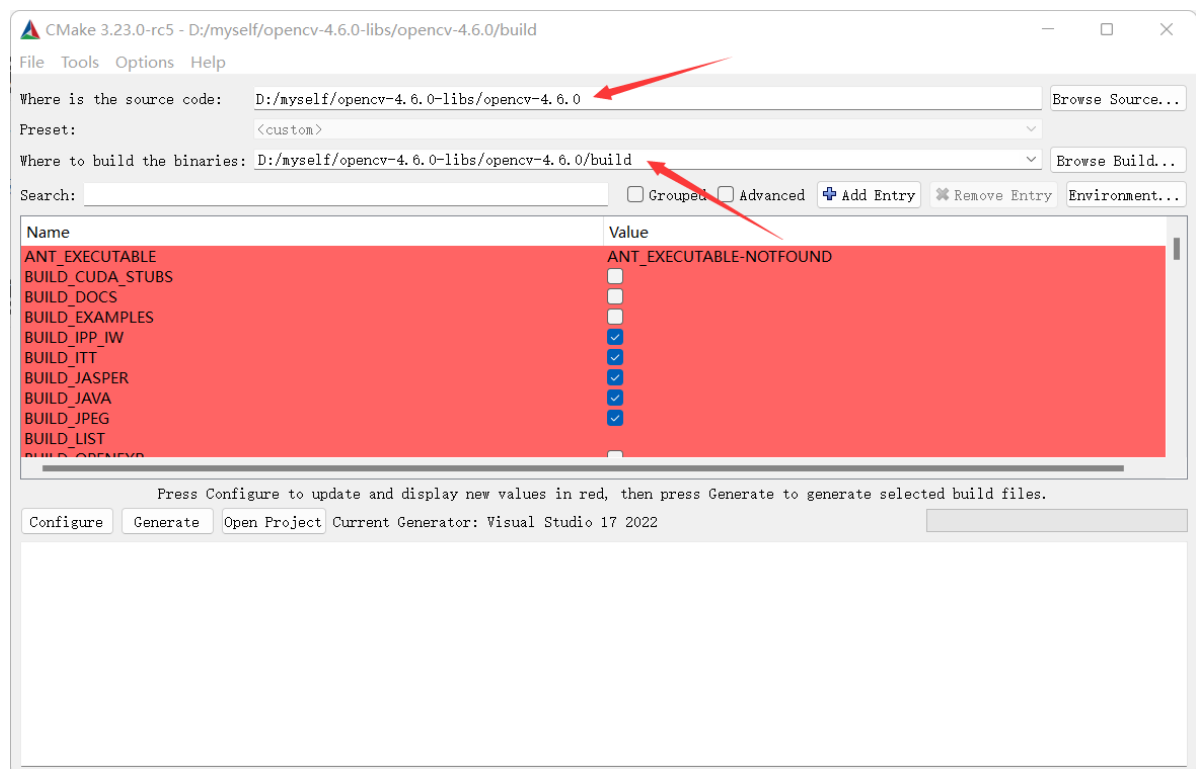 CMake 3.23.0-rc5 - D:/myself/opencv-4.6.0-libs/opencv-4.6.0/build
File Tools Options Help
Where is the source code: D:/myself/opencv-4.6.0-libs/opencv-4.6.0 Browse Source...
Preset: <custom>
Where to build the binaries: D:/myself/opencv-4.6.0-libs/opencv-4.6.0/build Browse Build...
Search: Grouped Advanced Add Entry Remove Entry Environment...
Name Value
ANT_EXECUTABLE ANT_EXECUTABLE-NOTFOUND
BUILD_CUDA_STUBS
BUILD_DOCS
BUILD_EXAMPLES
BUILD_IPP_IW
BUILD_ITT
BUILD_JASPER
BUILD_JAVA
BUILD_JPEG
BUILD_LIST
BUILD_OPENEXR
Press Configure to update and display new values in red, then press Generate to generate selected build files.
Configure Generate Open Project Current Generator: Visual Studio 17 2022